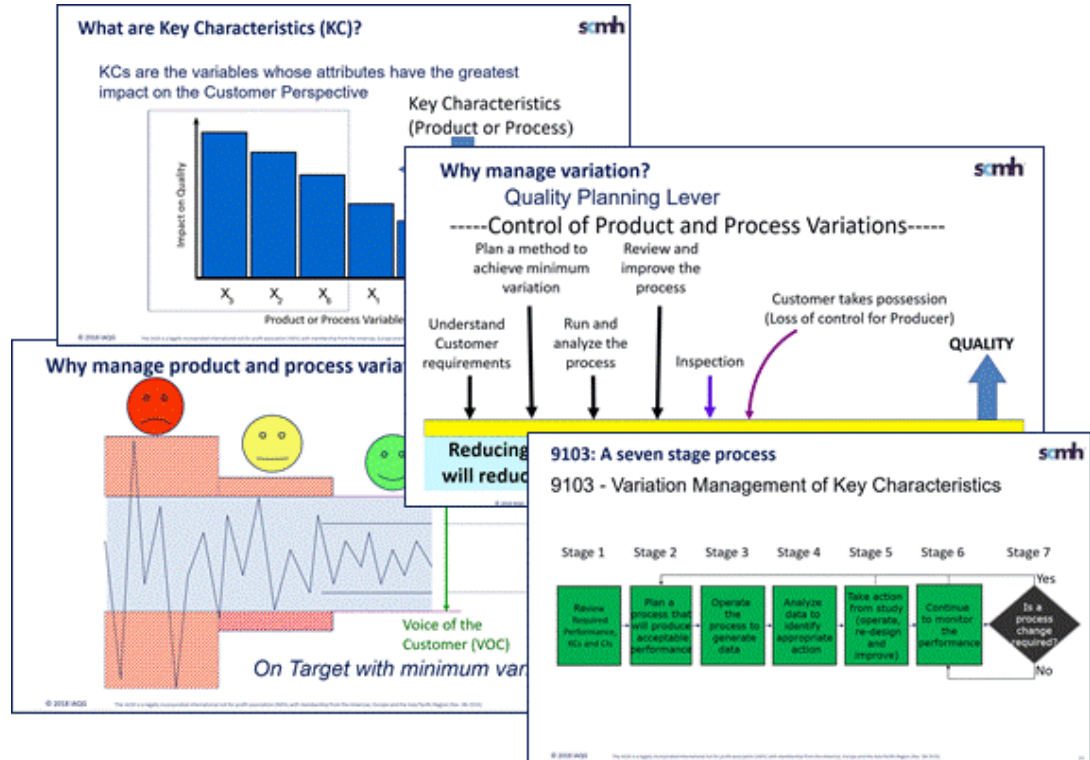 What are Key Characteristics (KC)?
scmh
KCs are the variables whose attributes have the greatest
impact on the Customer Perspective
Key Characteristics
(Product or Process)
Impact on Quality
X3 X2 X6 X1
Product or Process Variable
© 2018 IAQG
Why manage variation?
scmh
Quality Planning Lever
-----Control of Product and Process Variations-----
Plan a method to
achieve minimum
variation
Review and
improve the
process
Understand
Customer
requirements
Run and
analyze the
process
Inspection
Customer takes possession
(Loss of control for Producer)
QUALITY
Reducing
will reduc
Why manage product and process varia
Voice of the
Customer (VOC)
On Target with minimum var
© 2018 IAQG
9103: A seven stage process
scmh
9103 - Variation Management of Key Characteristics
Stage 1 Stage 2 Stage 3 Stage 4 Stage 5 Stage 6 Stage 7
Review
Required
Performance,
KCs and CIs
Plan a
process that
will produce
acceptable
performance
Operate
the
process to
generate
data
Analyze
data to
identify
appropriate
action
Take action
from study
(operate,
re-design
and
improve)
Continue
to monitor
the
performance
Is a
process
change
required?
Yes
No
© 2018 IAQG